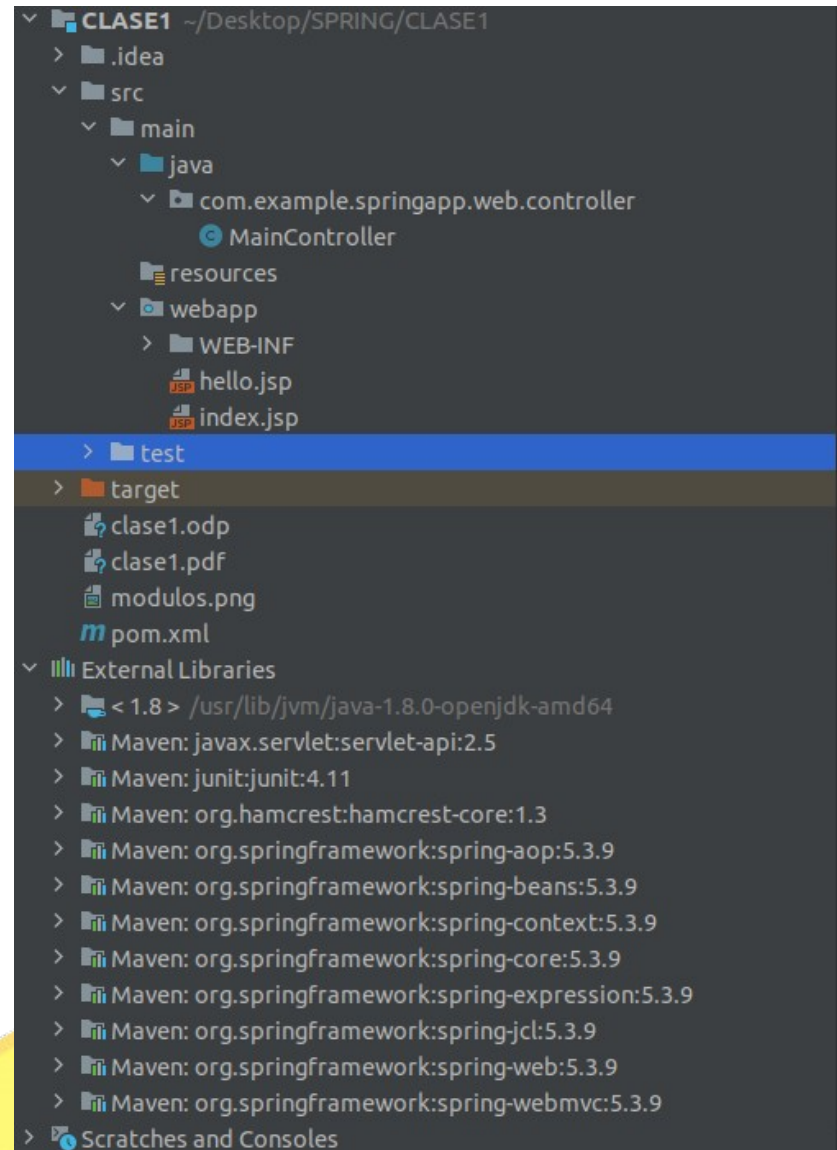 CLASE1 ~/Desktop/SPRING/CLASE1
.idea
src
main
java
com.example.springapp.web.controller
C MainController
resources
webapp
WEB-INF
JSP hello.jsp
JSP index.jsp
test
target
? clase1.odp
? clase1.pdf
modulos.png
m pom.xml
External Libraries
< 1.8 > /usr/lib/jvm/java-1.8.0-openjdk-amd64
Maven: javax.servlet:servlet-api:2.5
Maven: junit:junit:4.11
Maven: org.hamcrest:hamcrest-core:1.3
Maven: org.springframework:spring-aop:5.3.9
Maven: org.springframework:spring-beans:5.3.9
Maven: org.springframework:spring-context:5.3.9
Maven: org.springframework:spring-core:5.3.9
Maven: org.springframework:spring-expression:5.3.9
Maven: org.springframework:spring-jcl:5.3.9
Maven: org.springframework:spring-web:5.3.9
Maven: org.springframework:spring-webmvc:5.3.9
Scratches and Consoles